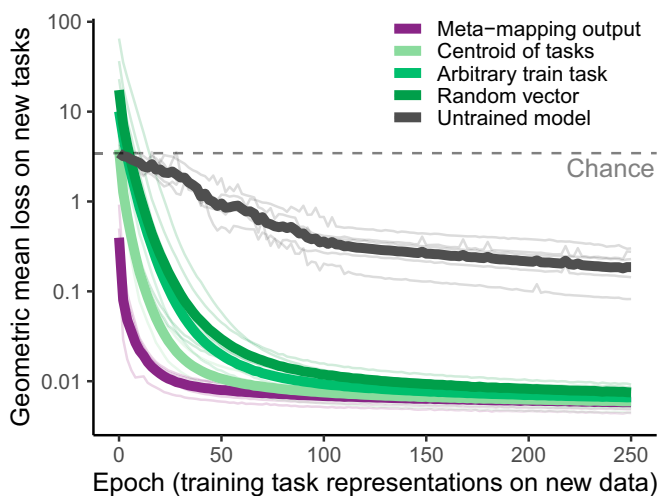 Geometric mean loss on new tasks
100
10
1
0.1
0.01
Meta-mapping output
Centroid of tasks
Arbitrary train task
Random vector
Untrained model
Chance
0
50
100
150
200
250
Epoch (training task representations on new data)